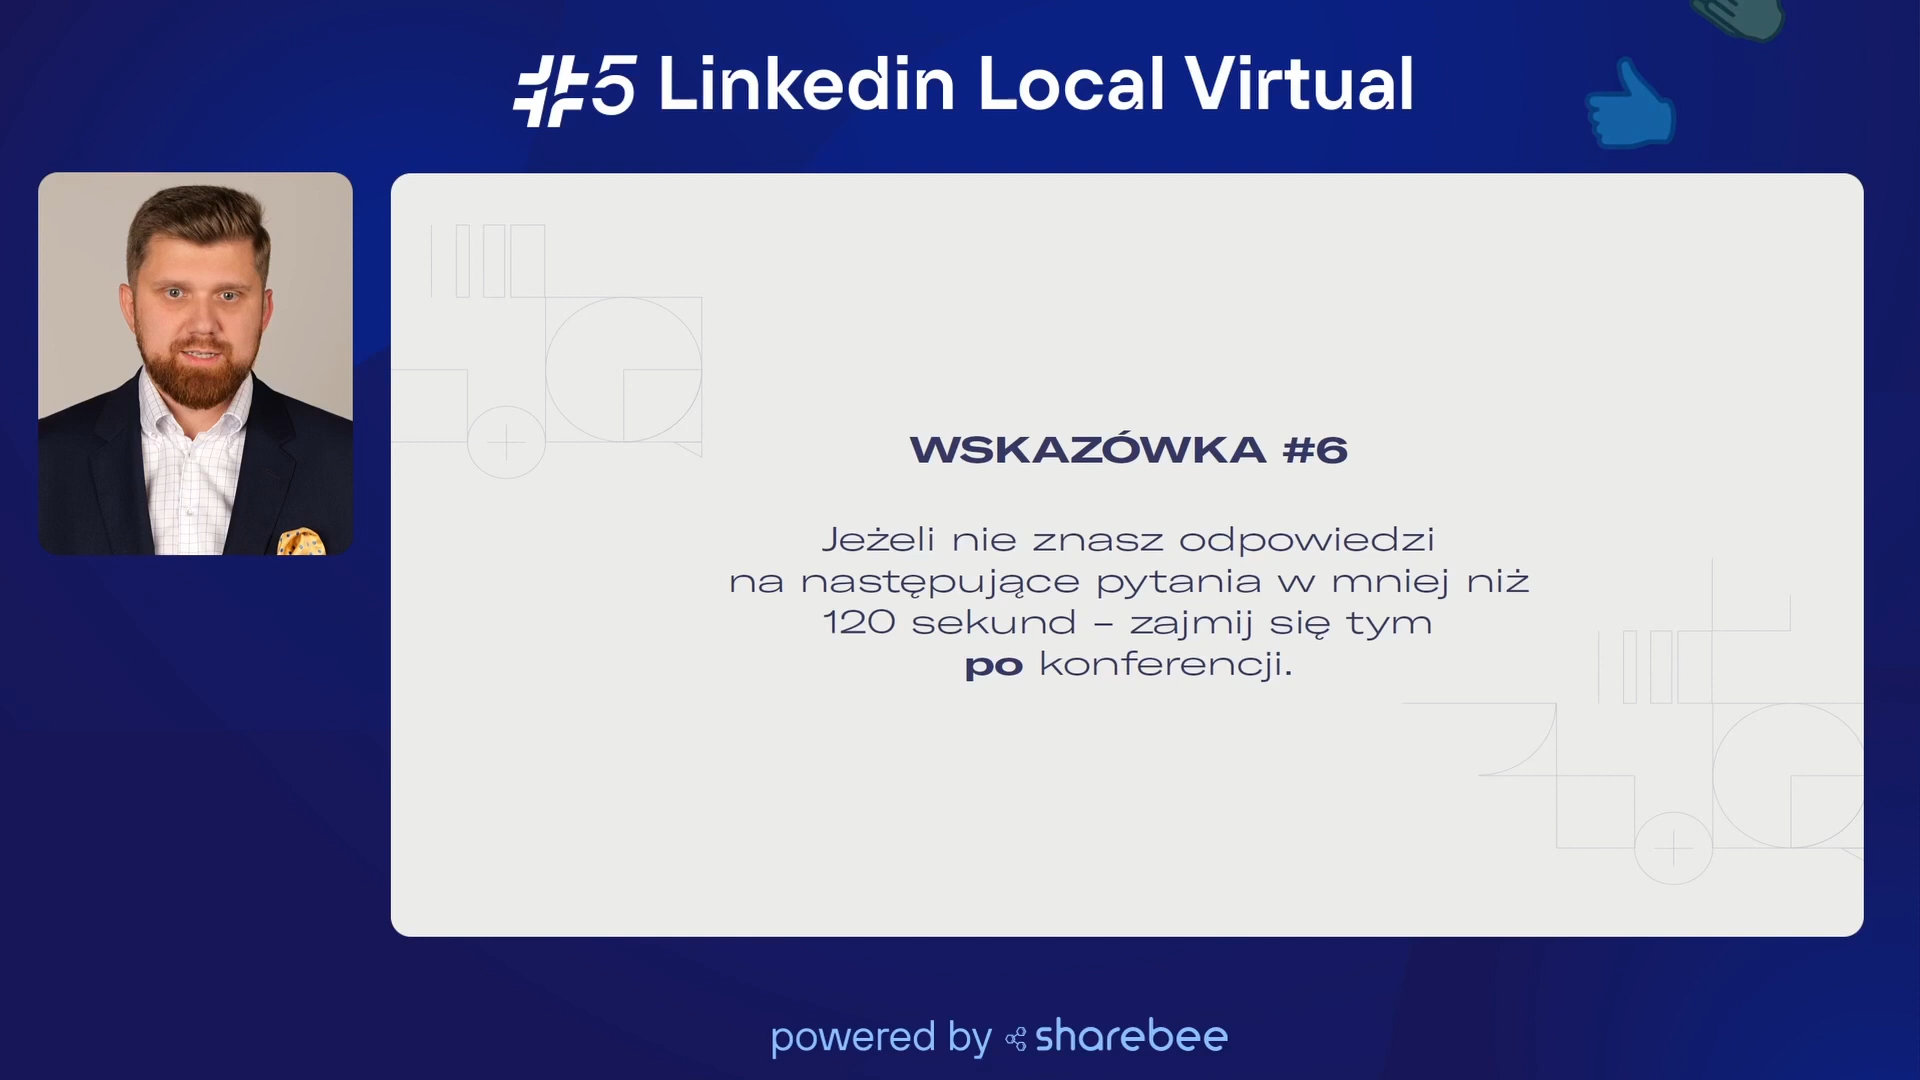 #5 Linkedin Local Virtual
WSKAZÓWKA #6
Jeżeli nie znasz odpowiedzi
na następujące pytania w mniej niż
120 sekund – zajmij się tym
po konferencji.
powered by sharebee